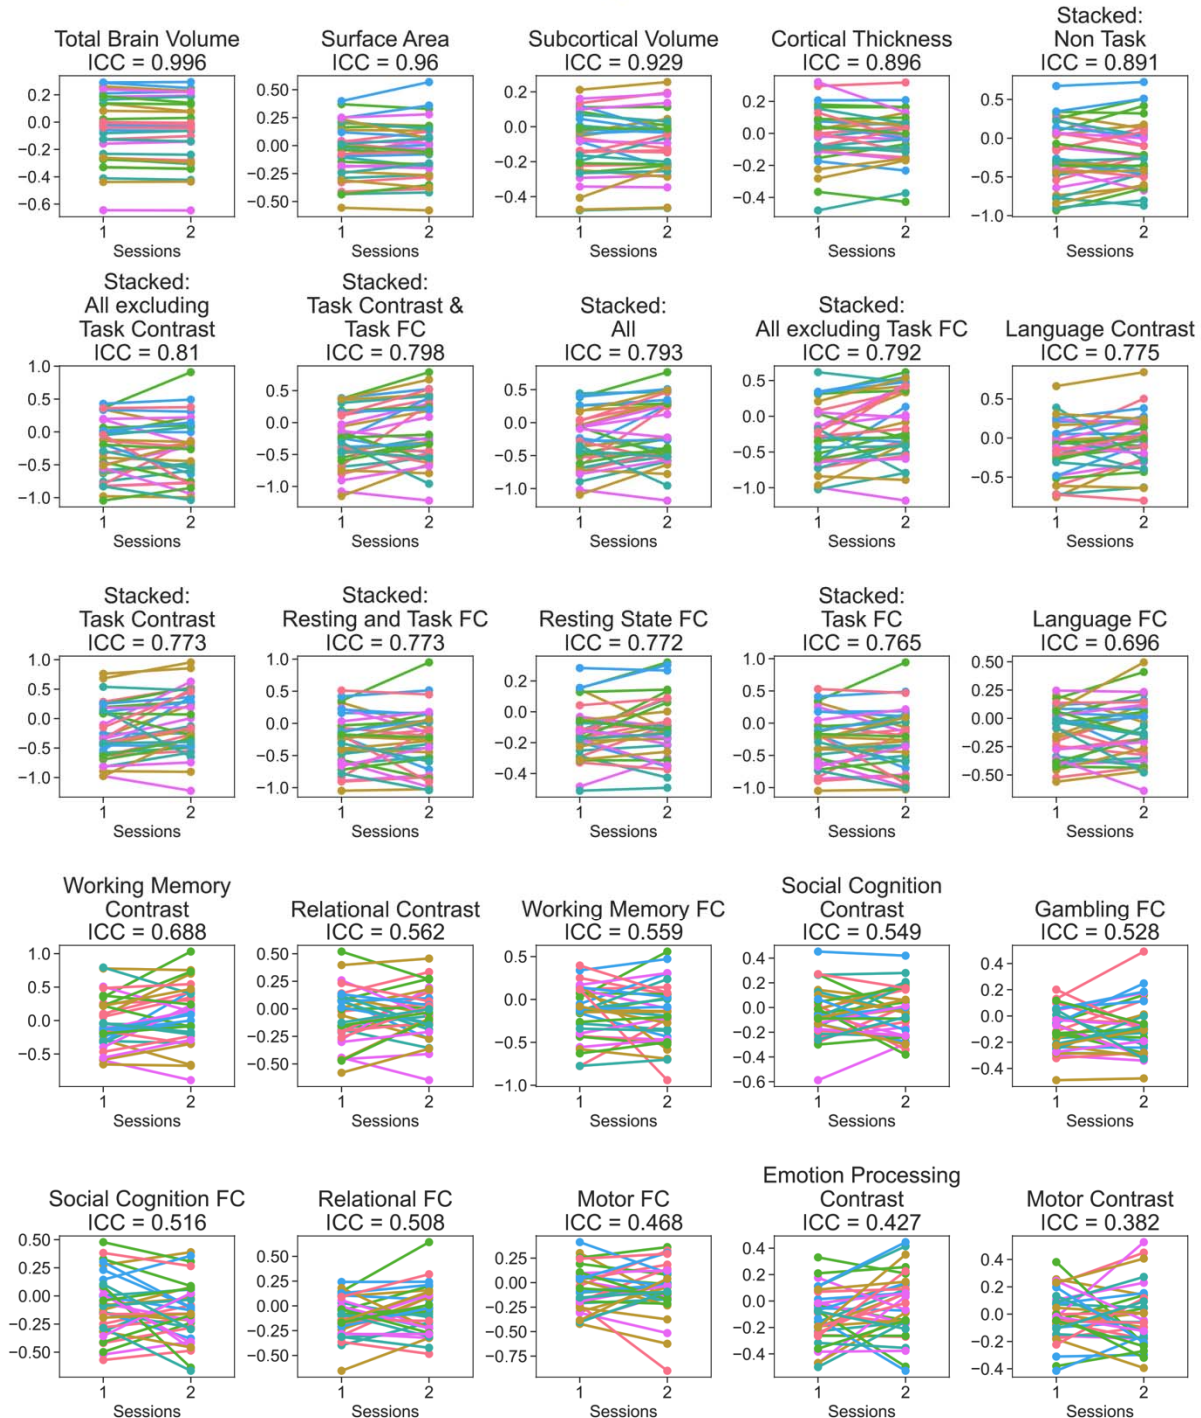 Total Brain Volume
ICC = 0.996
0.2
0.0
−0.2
−0.4
−0.6
1
2
Sessions
Surface Area
ICC = 0.96
0.50
0.25
0.00
−0.25
−0.50
1
2
Sessions
Subcortical Volume
ICC = 0.929
0.2
0.0
−0.2
−0.4
1
2
Sessions
Cortical Thickness
ICC = 0.896
0.2
0.0
−0.2
−0.4
1
2
Sessions
Stacked:
Non Task
ICC = 0.891
0.5
0.0
−0.5
−1.0
1
2
Sessions
Stacked:
All excluding
Task Contrast
ICC = 0.81
1.0
0.5
0.0
−0.5
−1.0
1
2
Sessions
Stacked:
Task Contrast &
Task FC
ICC = 0.798
0.5
0.0
−0.5
−1.0
1
2
Sessions
Stacked:
All
ICC = 0.793
0.5
0.0
−0.5
−1.0
1
2
Sessions
Stacked:
All excluding Task FC
ICC = 0.792
0.5
0.0
−0.5
−1.0
1
2
Sessions
Language Contrast
ICC = 0.775
0.5
0.0
−0.5
1
2
Sessions
Stacked:
Task Contrast
ICC = 0.773
1.0
0.5
0.0
−0.5
−1.0
1
2
Sessions
Stacked:
Resting and Task FC
ICC = 0.773
1.0
0.5
0.0
−0.5
−1.0
1
2
Sessions
Resting State FC
ICC = 0.772
0.2
0.0
−0.2
−0.4
1
2
Sessions
Stacked:
Task FC
ICC = 0.765
1.0
0.5
0.0
−0.5
−1.0
1
2
Sessions
Language FC
ICC = 0.696
0.50
0.25
0.00
−0.25
−0.50
1
2
Sessions
Working Memory
Contrast
ICC = 0.688
1.0
0.5
0.0
−0.5
1
2
Sessions
Relational Contrast
ICC = 0.562
0.50
0.25
0.00
−0.25
−0.50
1
2
Sessions
Working Memory FC
ICC = 0.559
0.5
0.0
−0.5
−1.0
1
2
Sessions
Social Cognition
Contrast
ICC = 0.549
0.4
0.2
0.0
−0.2
−0.4
−0.6
1
2
Sessions
Gambling FC
ICC = 0.528
0.4
0.2
0.0
−0.2
−0.4
1
2
Sessions
Social Cognition FC
ICC = 0.516
0.50
0.25
0.00
−0.25
−0.50
1
2
Sessions
Relational FC
ICC = 0.508
0.50
0.25
0.00
−0.25
−0.50
1
2
Sessions
Motor FC
ICC = 0.468
0.25
0.00
−0.25
−0.50
−0.75
1
2
Sessions
Emotion Processing
Contrast
ICC = 0.427
0.4
0.2
0.0
−0.2
−0.4
1
2
Sessions
Motor Contrast
ICC = 0.382
0.4
0.2
0.0
−0.2
−0.4
1
2
Sessions